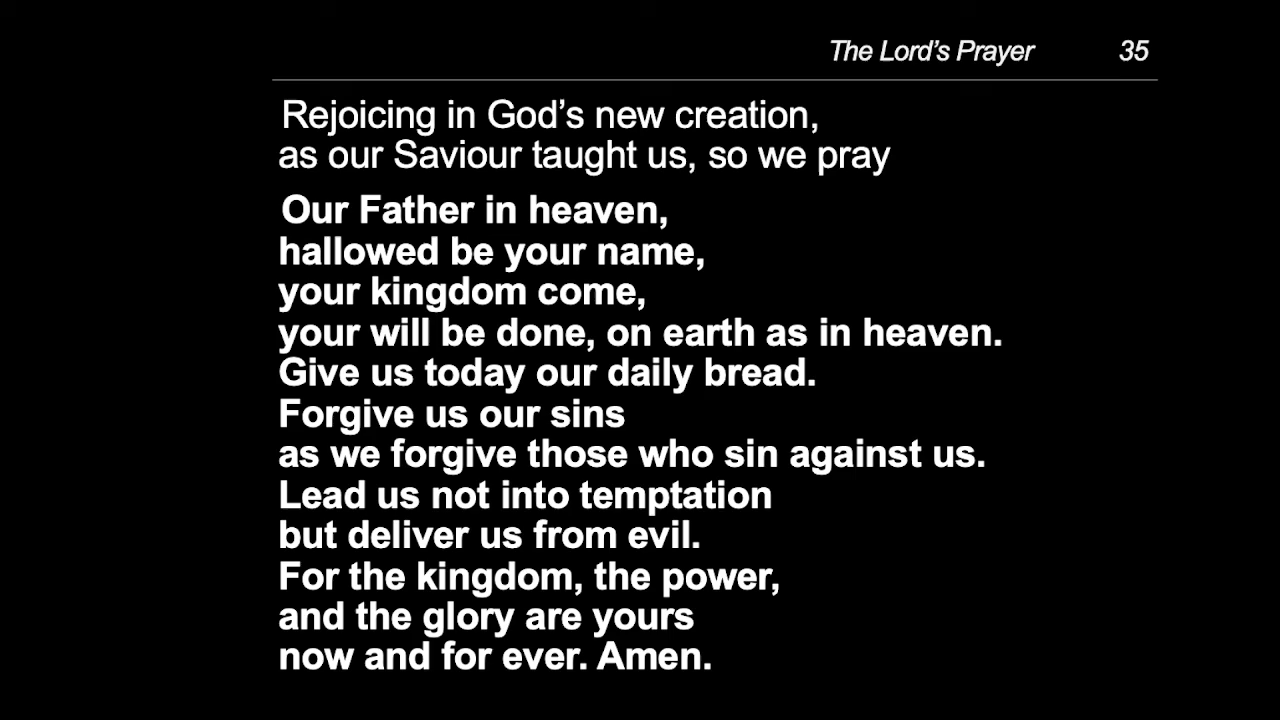 The Lord’s Prayer 35
Rejoicing in God’s new creation,
as our Saviour taught us, so we pray
Our Father in heaven,
hallowed be your name,
your kingdom come,
your will be done, on earth as in heaven.
Give us today our daily bread.
Forgive us our sins
as we forgive those who sin against us.
Lead us not into temptation
but deliver us from evil.
For the kingdom, the power,
and the glory are yours
now and for ever. Amen.